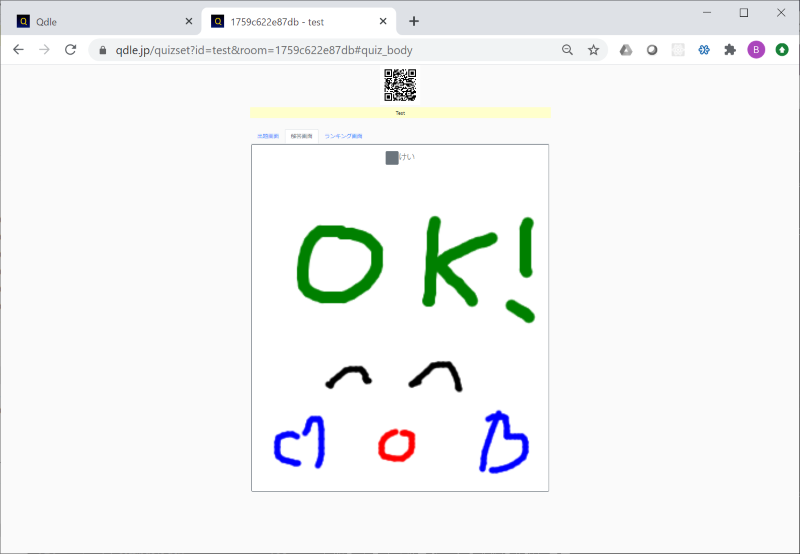 Qdle
1759c622e87db - test
qdle.jp/quizset?id=test&room=1759c622e87db#quiz_body
B
Test
出題画面 解答画面 ランキング画面
けい
OK!